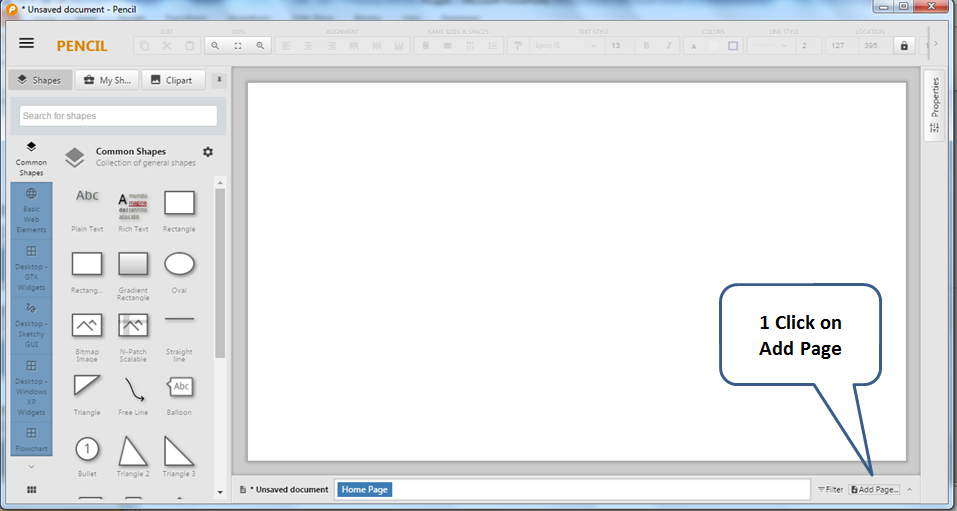 * Unsaved document - Pencil
PENCIL
EDIT
ALIGNMENT
SAME SIZES & SPACES
TEXT STYLE
COLORS
LINE STYLE
LOCATION
13
B
I
A
2
127
395
Shapes
My Sh...
Clipart
Search for shapes
Common
Shapes
Basic
Web
Elements
Desktop -
GTK
Widgets
Desktop -
Sketchy
GUI
Desktop -
Windows
XP
Widgets
Flowchart
Common Shapes
Collection of general shapes
Abc
Plain Text
Rich Text
Rectangle
Rectang...
Gradient
Rectangle
Oval
Bitmap
Image
N-Patch
Scalable
Straight
line
Triangle
Free Line
Abc
Balloon
1
Bullet
Triangle 2
Triangle 3
Properties
1 Click on
Add Page
* Unsaved document
Home Page
Filter
Add Page...